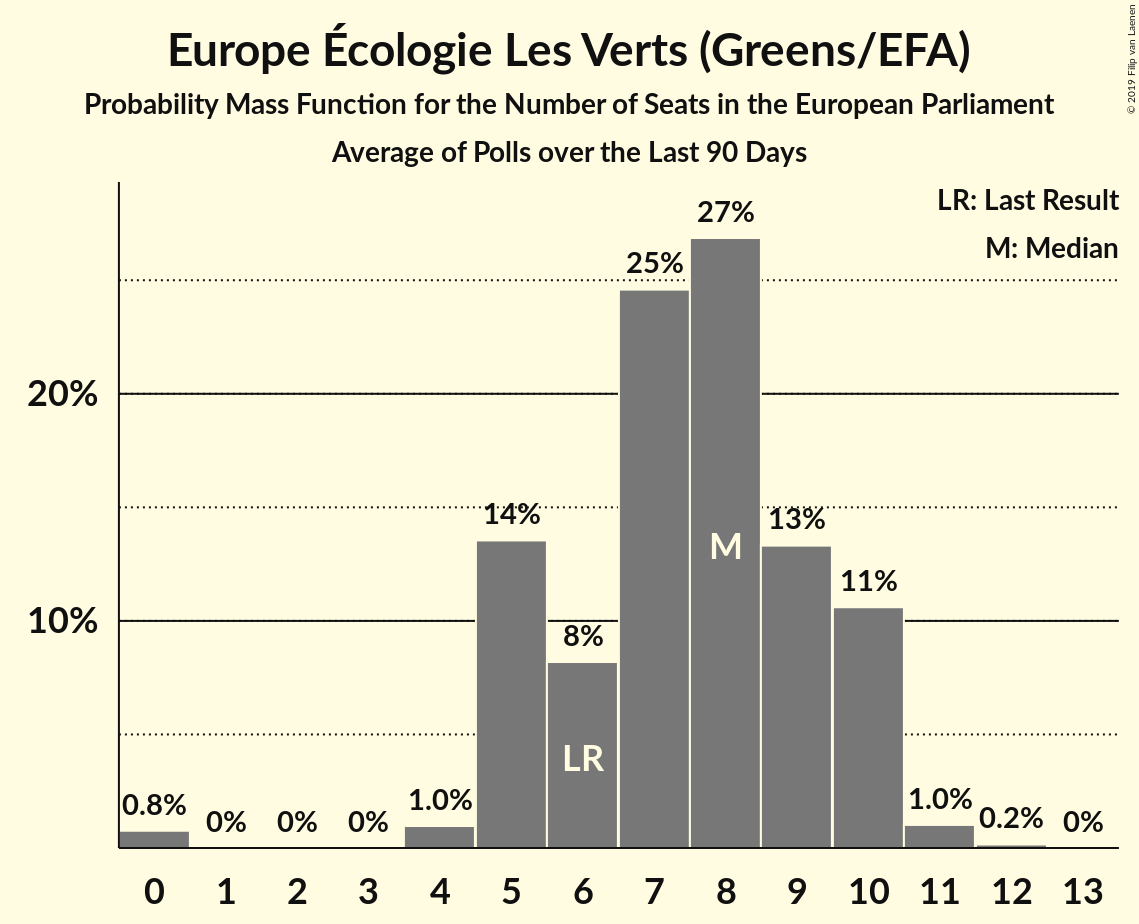 Europe Écologie Les Verts (Greens/EFA)
Probability Mass Function for the Number of Seats in the European Parliament
Average of Polls over the Last 90 Days
© 2019 Filip van Laenen
LR: Last Result
M: Median
27%
25%
20%
14%
13%
M
11%
10%
8%
LR
0.8%
0%
0%
0%
1.0%
1.0%
0.2%
0%
0 1 2 3 4 5 6 7 8 9 10 11 12 13